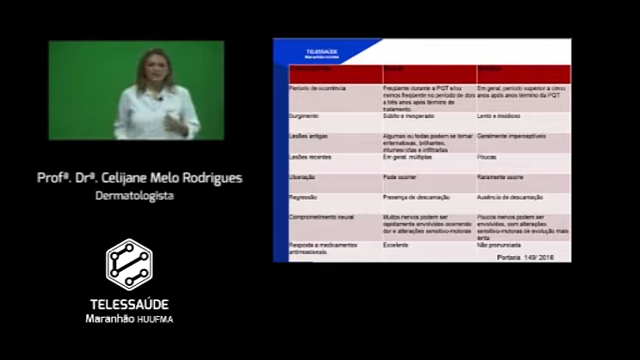 Profª. Drª. Celijane Melo Rodrigues
Dermatologista
TELESSAÚDE
Maranhão HUUFMA
TELESSAÚDE
Maranhão HUUFMA
Período de ocorrência
Freqüente durante a PQT e/ou
menos freqüente no período de dois
a três anos após término do
tratamento.
Em geral, período superior a cinco
anos após término da PQT
Surgimento
Súbito e inesperado
Lento e insidioso
Lesões antigas
Algumas ou todas podem se tornar
eritematosas, brilhantes,
intumescidas e infiltradas
Geralmente imperceptíveis
Lesões recentes
Em geral múltiplas
Poucas
Ulceração
Pode ocorrer
Raramente ocorre
Regressão
Presença de descamação
Ausência de descamação
Comprometimento neural
Muitos nervos podem ser
rapidamente envolvidos ocorrendo
dor e alterações sensitivo-motoras
Poucos nervos podem ser
envolvidos, com alterações
sensitivo-motoras de evolução mais
lenta
Resposta a medicamentos
antirreacionais.
Excelente
Não pronunciada
Portaria 149/ 2016